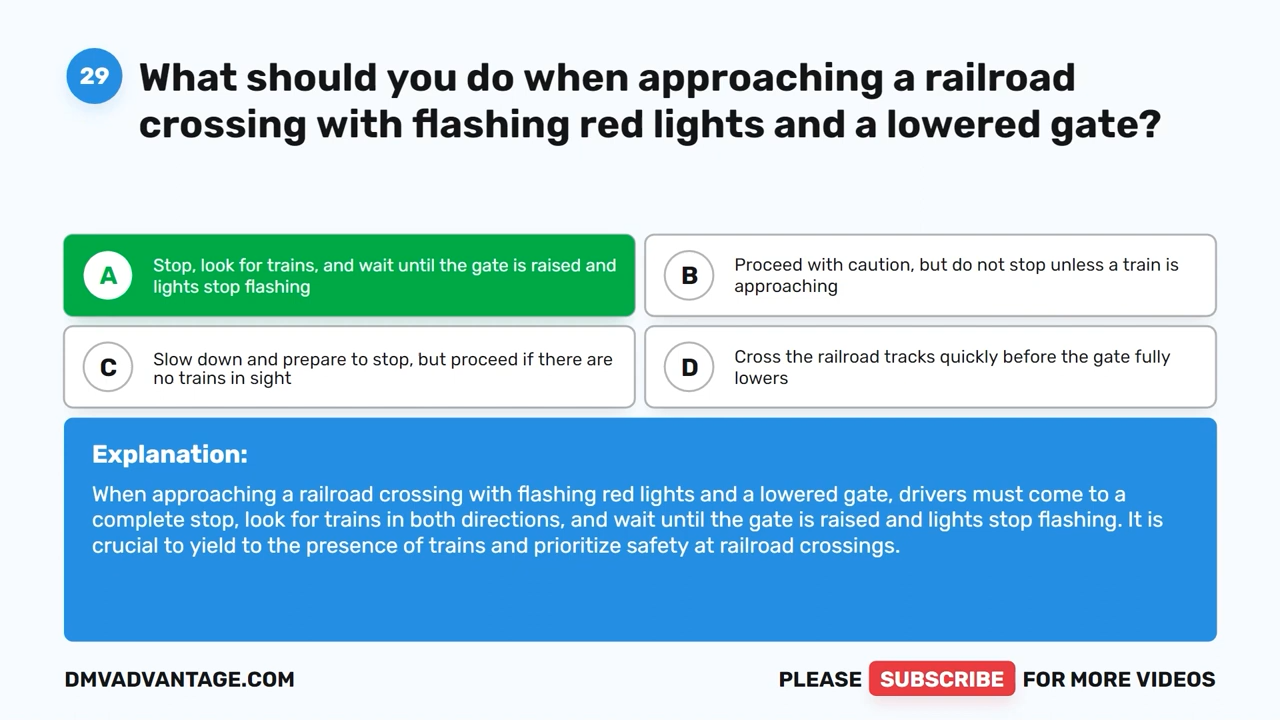 29
What should you do when approaching a railroad
crossing with flashing red lights and a lowered gate?
A
Stop, look for trains, and wait until the gate is raised and
lights stop flashing
B
Proceed with caution, but do not stop unless a train is
approaching
C
Slow down and prepare to stop, but proceed if there are
no trains in sight
D
Cross the railroad tracks quickly before the gate fully
lowers
Explanation:
When approaching a railroad crossing with flashing red lights and a lowered gate, drivers must come to a
complete stop, look for trains in both directions, and wait until the gate is raised and lights stop flashing. It is
crucial to yield to the presence of trains and prioritize safety at railroad crossings.
DMVADVANTAGE.COM
PLEASE SUBSCRIBE FOR MORE VIDEOS